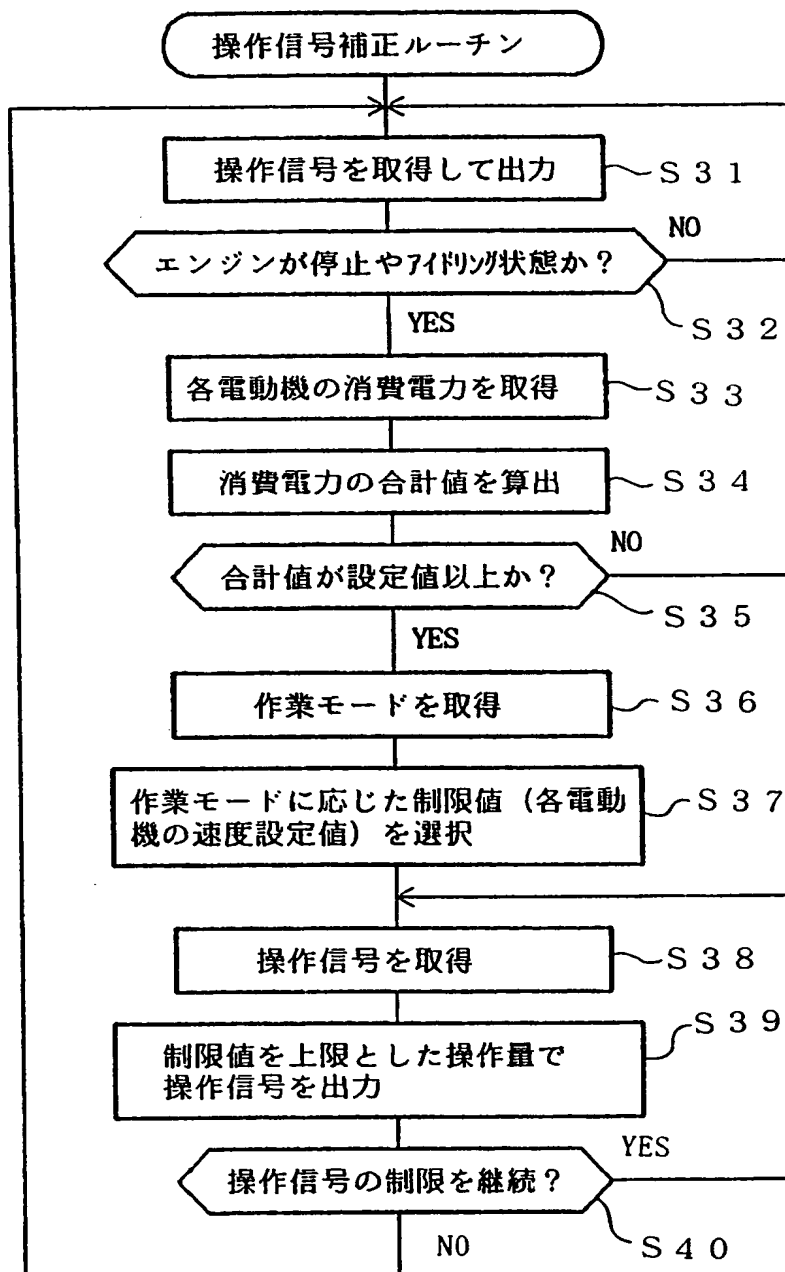 操作信号補正ルーチン
操作信号を取得して出力
S31
NO
エンジンが停止やアイドリング状態か?
YES
S32
各電動機の消費電力を取得
S33
消費電力の合計値を算出
S34
NO
合計値が設定値以上か?
S35
YES
作業モードを取得
S36
作業モードに応じた制限値(各電動
機の速度設定値)を選択
S37
操作信号を取得
S38
S39
制限値を上限とした操作量で
操作信号を出力
YES
操作信号の制限を継続?
NO
S40